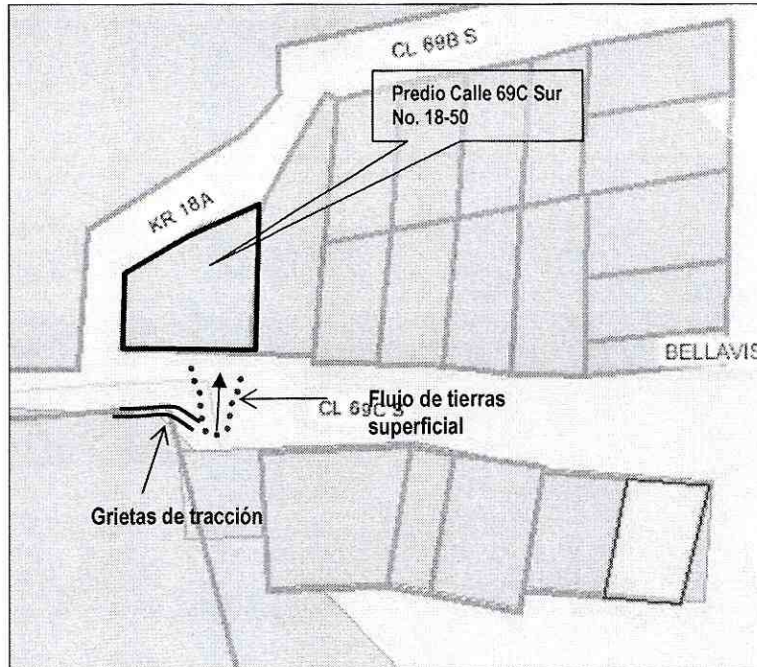 CL 69B S
Predio Calle 69C Sur
No. 18-50
KR 18A
BELLAVIS
Flujo de tierras
superficial
CL 69C S
Grietas de tracción